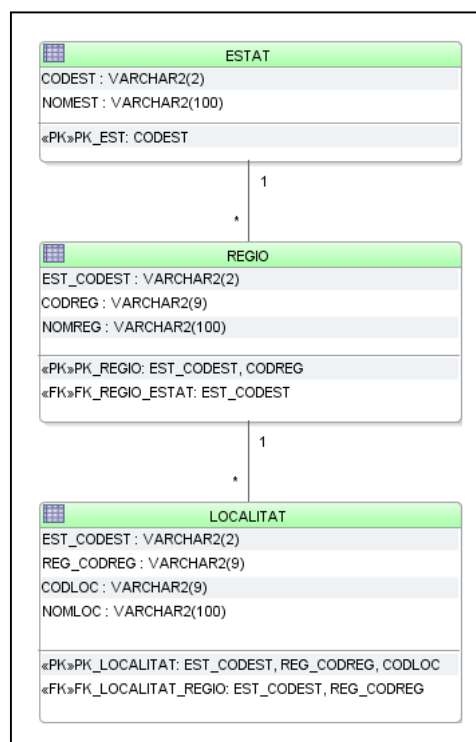 ESTAT
CODEST : VARCHAR2(2)
NOMEST : VARCHAR2(100)
«PK»PK_EST: CODEST
1
*
REGIO
EST_CODEST : VARCHAR2(2)
CODREG : VARCHAR2(9)
NOMREG : VARCHAR2(100)
«PK»PK_REGIO: EST_CODEST, CODREG
«FK»FK_REGIO_ESTAT: EST_CODEST
1
*
LOCALITAT
EST_CODEST : VARCHAR2(2)
REG_CODREG : VARCHAR2(9)
CODLOC : VARCHAR2(9)
NOMLOC : VARCHAR2(100)
«PK»PK_LOCALITAT: EST_CODEST, REG_CODREG, CODLOC
«FK»FK_LOCALITAT_REGIO: EST_CODEST, REG_CODREG